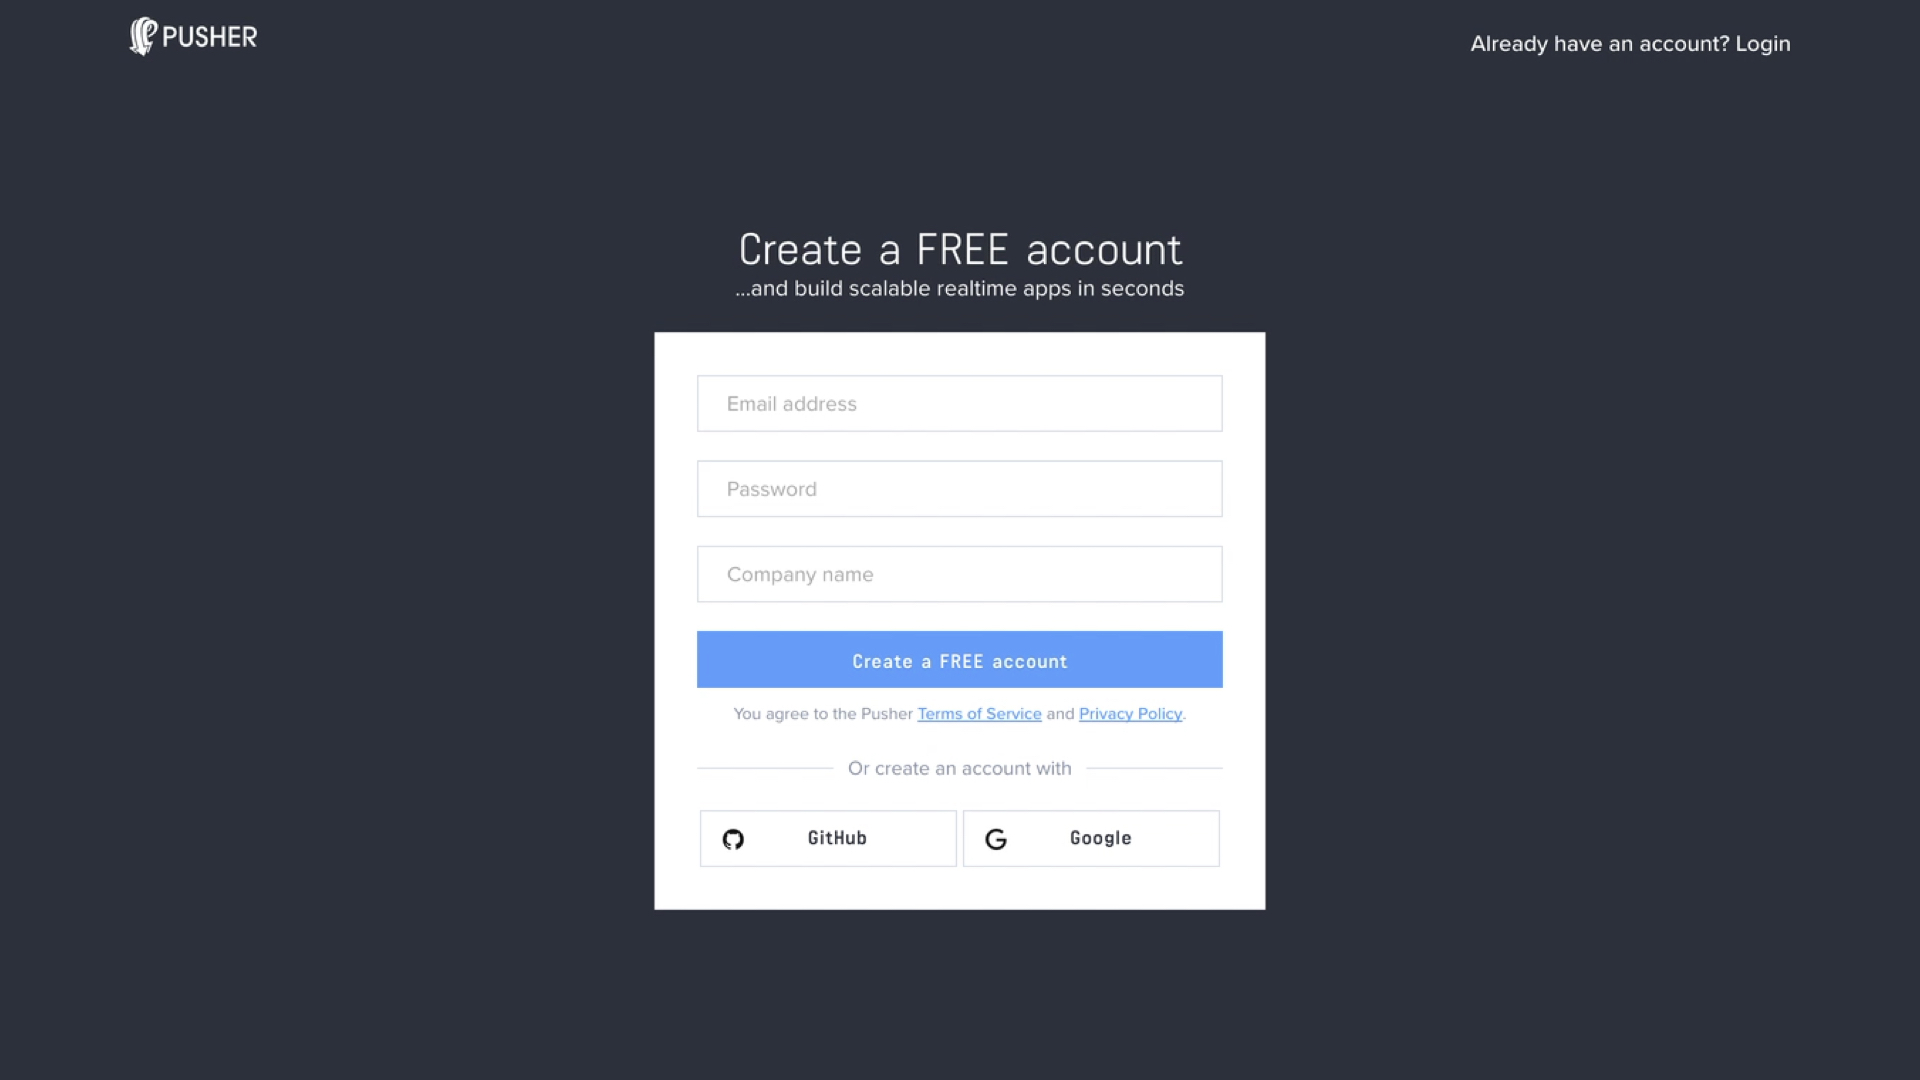 PUSHER
Already have an account? Login
Create a FREE account
...and build scalable realtime apps in seconds
Email address
Password
Company name
Create a FREE account
You agree to the Pusher Terms of Service and Privacy Policy.
Or create an account with
GitHub
Google